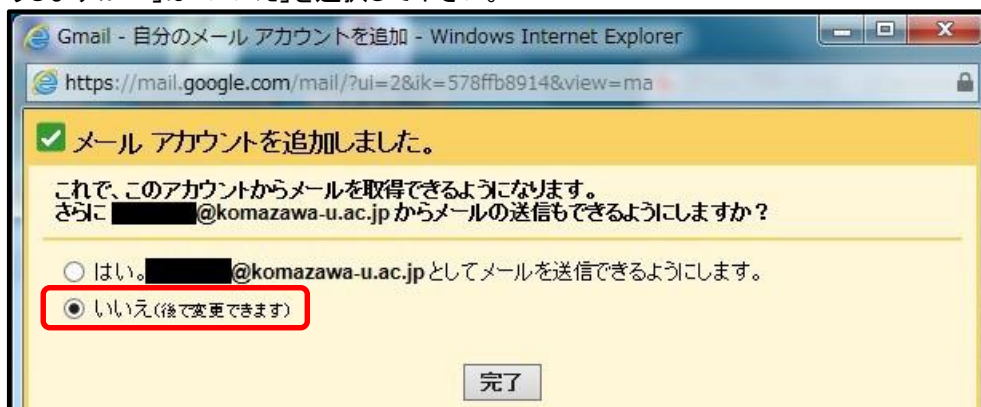 Gmail - 自分のメール アカウントを追加 - Windows Internet Explorer
https://mail.google.com/mail/?ui=2&ik=578ffb8914&view=ma
メール アカウントを追加しました。
これで、このアカウントからメールを取得できるようになります。
さらに @komazawa-u.ac.jp からメールの送信もできるようにしますか？
はい。 @komazawa-u.ac.jp としてメールを送信できるようにします。
いいえ(後で変更できます)
完了